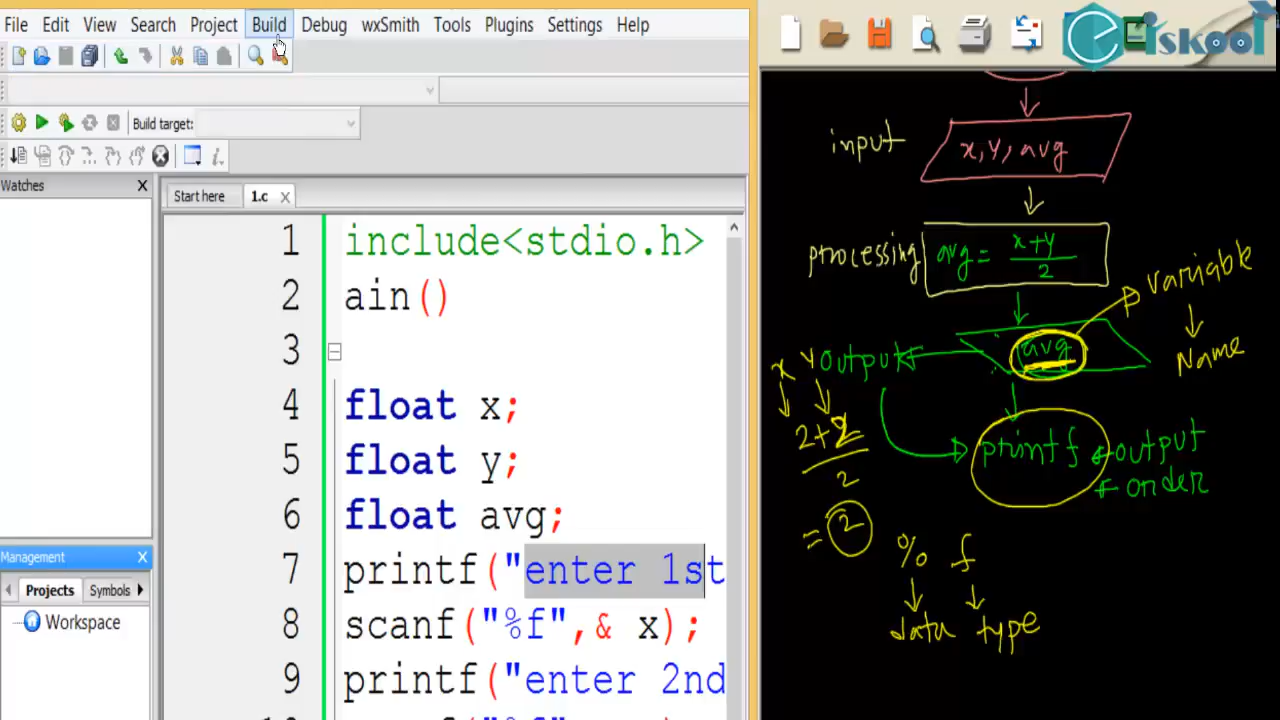 File Edit View Search Project Build Debug wxSmith Tools Plugins Settings Help
Build target:
Watches
Start here
1.c
1 include<stdio.h>
2 ain()
3
4 float x;
5 float y;
6 float avg;
7 printf("enter 1st
8 scanf("%f",& x);
9 printf("enter 2nd
Management
Projects Symbols
Workspace
eiskool
input
x, y, avg
processing
avg = x+y
2
variable
Name
x y output
avg
2+2
2
= 2
printf output
order
% f
data type